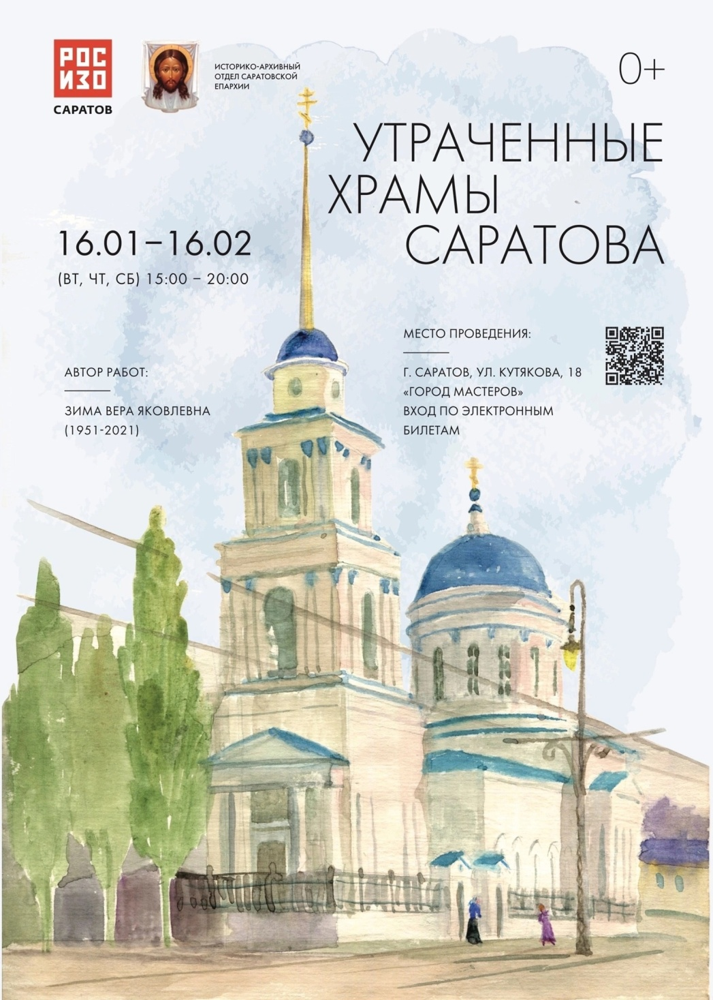 РОС
ИЗО
САРАТОВ
ИСТОРИКО-АРХИВНЫЙ
ОТДЕЛ САРАТОВСКОЙ
ЕПАРХИИ
0+
УТРАЧЕННЫЕ
ХРАМЫ
САРАТОВА
16.01–16.02
(ВТ, ЧТ, СБ) 15:00 – 20:00
МЕСТО ПРОВЕДЕНИЯ:
Г. САРАТОВ, УЛ. КУТЯКОВА, 18
«ГОРОД МАСТЕРОВ»
ВХОД ПО ЭЛЕКТРОННЫМ
БИЛЕТАМ
АВТОР РАБОТ:
ЗИМА ВЕРА ЯКОВЛЕВНА
(1951-2021)